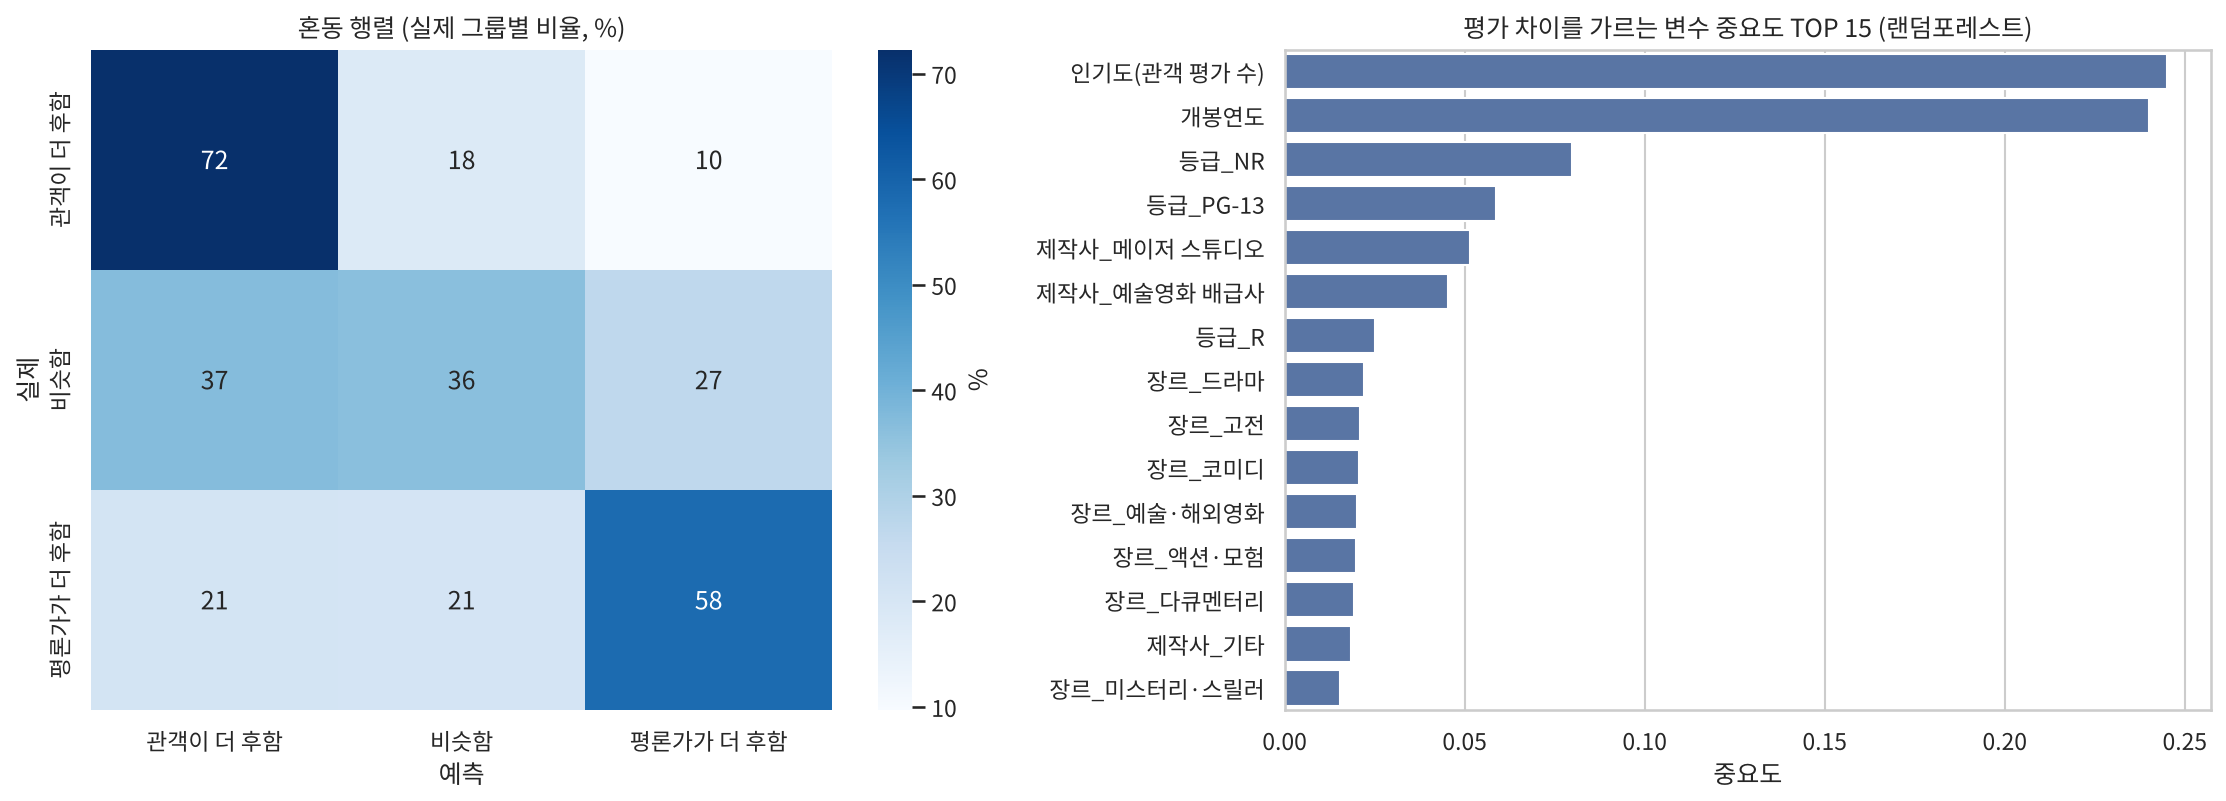 혼동 행렬 (실제 그룹별 비율, %)
실제
관객이 더 후함
비슷함
평론가가 더 후함
72 18 10
37 36 27
21 21 58
관객이 더 후함 비슷함 평론가가 더 후함
예측
70
60
50
40
30
20
10
%
평가 차이를 가르는 변수 중요도 TOP 15 (랜덤포레스트)
인기도(관객 평가 수)
개봉연도
등급_NR
등급_PG-13
제작사_메이저 스튜디오
제작사_예술영화 배급사
등급_R
장르_드라마
장르_고전
장르_코미디
장르_예술·해외영화
장르_액션·모험
장르_다큐멘터리
제작사_기타
장르_미스터리·스릴러
0.00 0.05 0.10 0.15 0.20 0.25
중요도